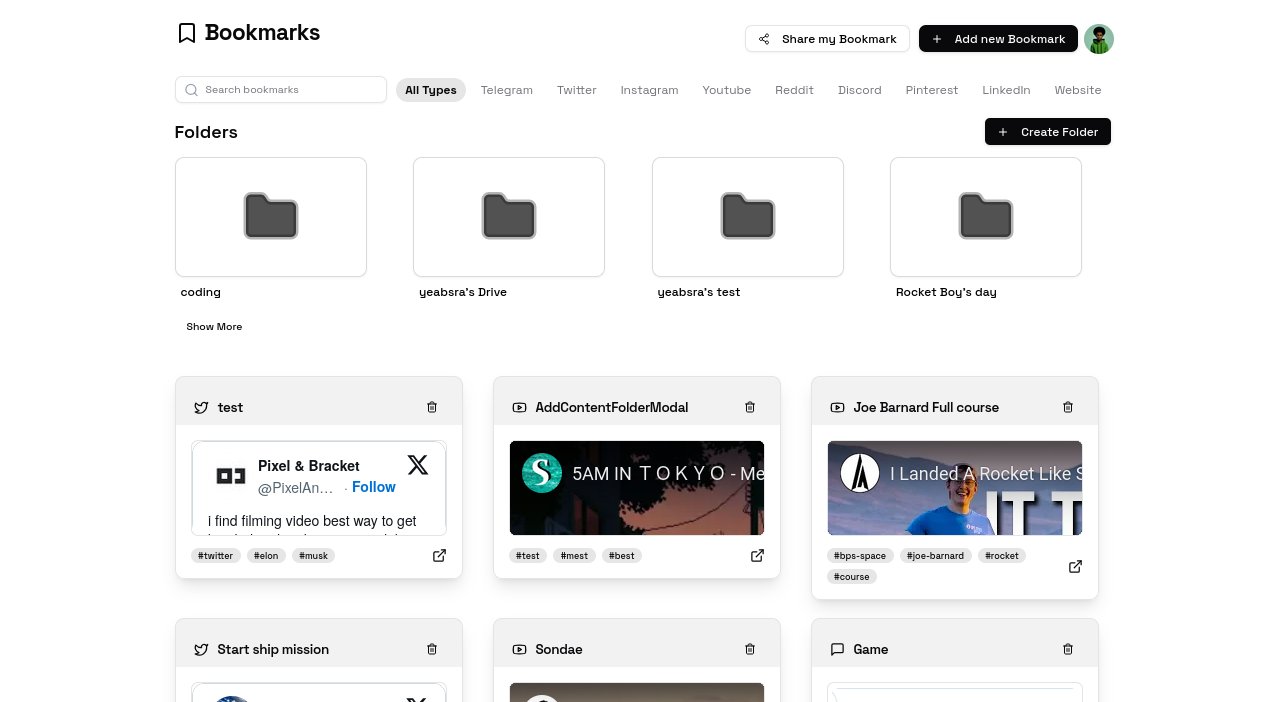 Bookmarks
Share my Bookmark
Add new Bookmark
Search bookmarks
All Types
Telegram
Twitter
Instagram
Youtube
Reddit
Discord
Pinterest
LinkedIn
Website
Folders
Create Folder
coding
yeabsra's Drive
yeabsra's test
Rocket Boy's day
Show More
test
Pixel & Bracket
@PixelAn… · Follow
i find filming video best way to get
#twitter
#elon
#musk
AddContentFolderModal
5AM IN T O K Y O - Me
#test
#mest
#best
Joe Barnard Full course
I Landed A Rocket Like S
IT T
#bps-space
#joe-barnard
#rocket
#course
Start ship mission
Sondae
Game